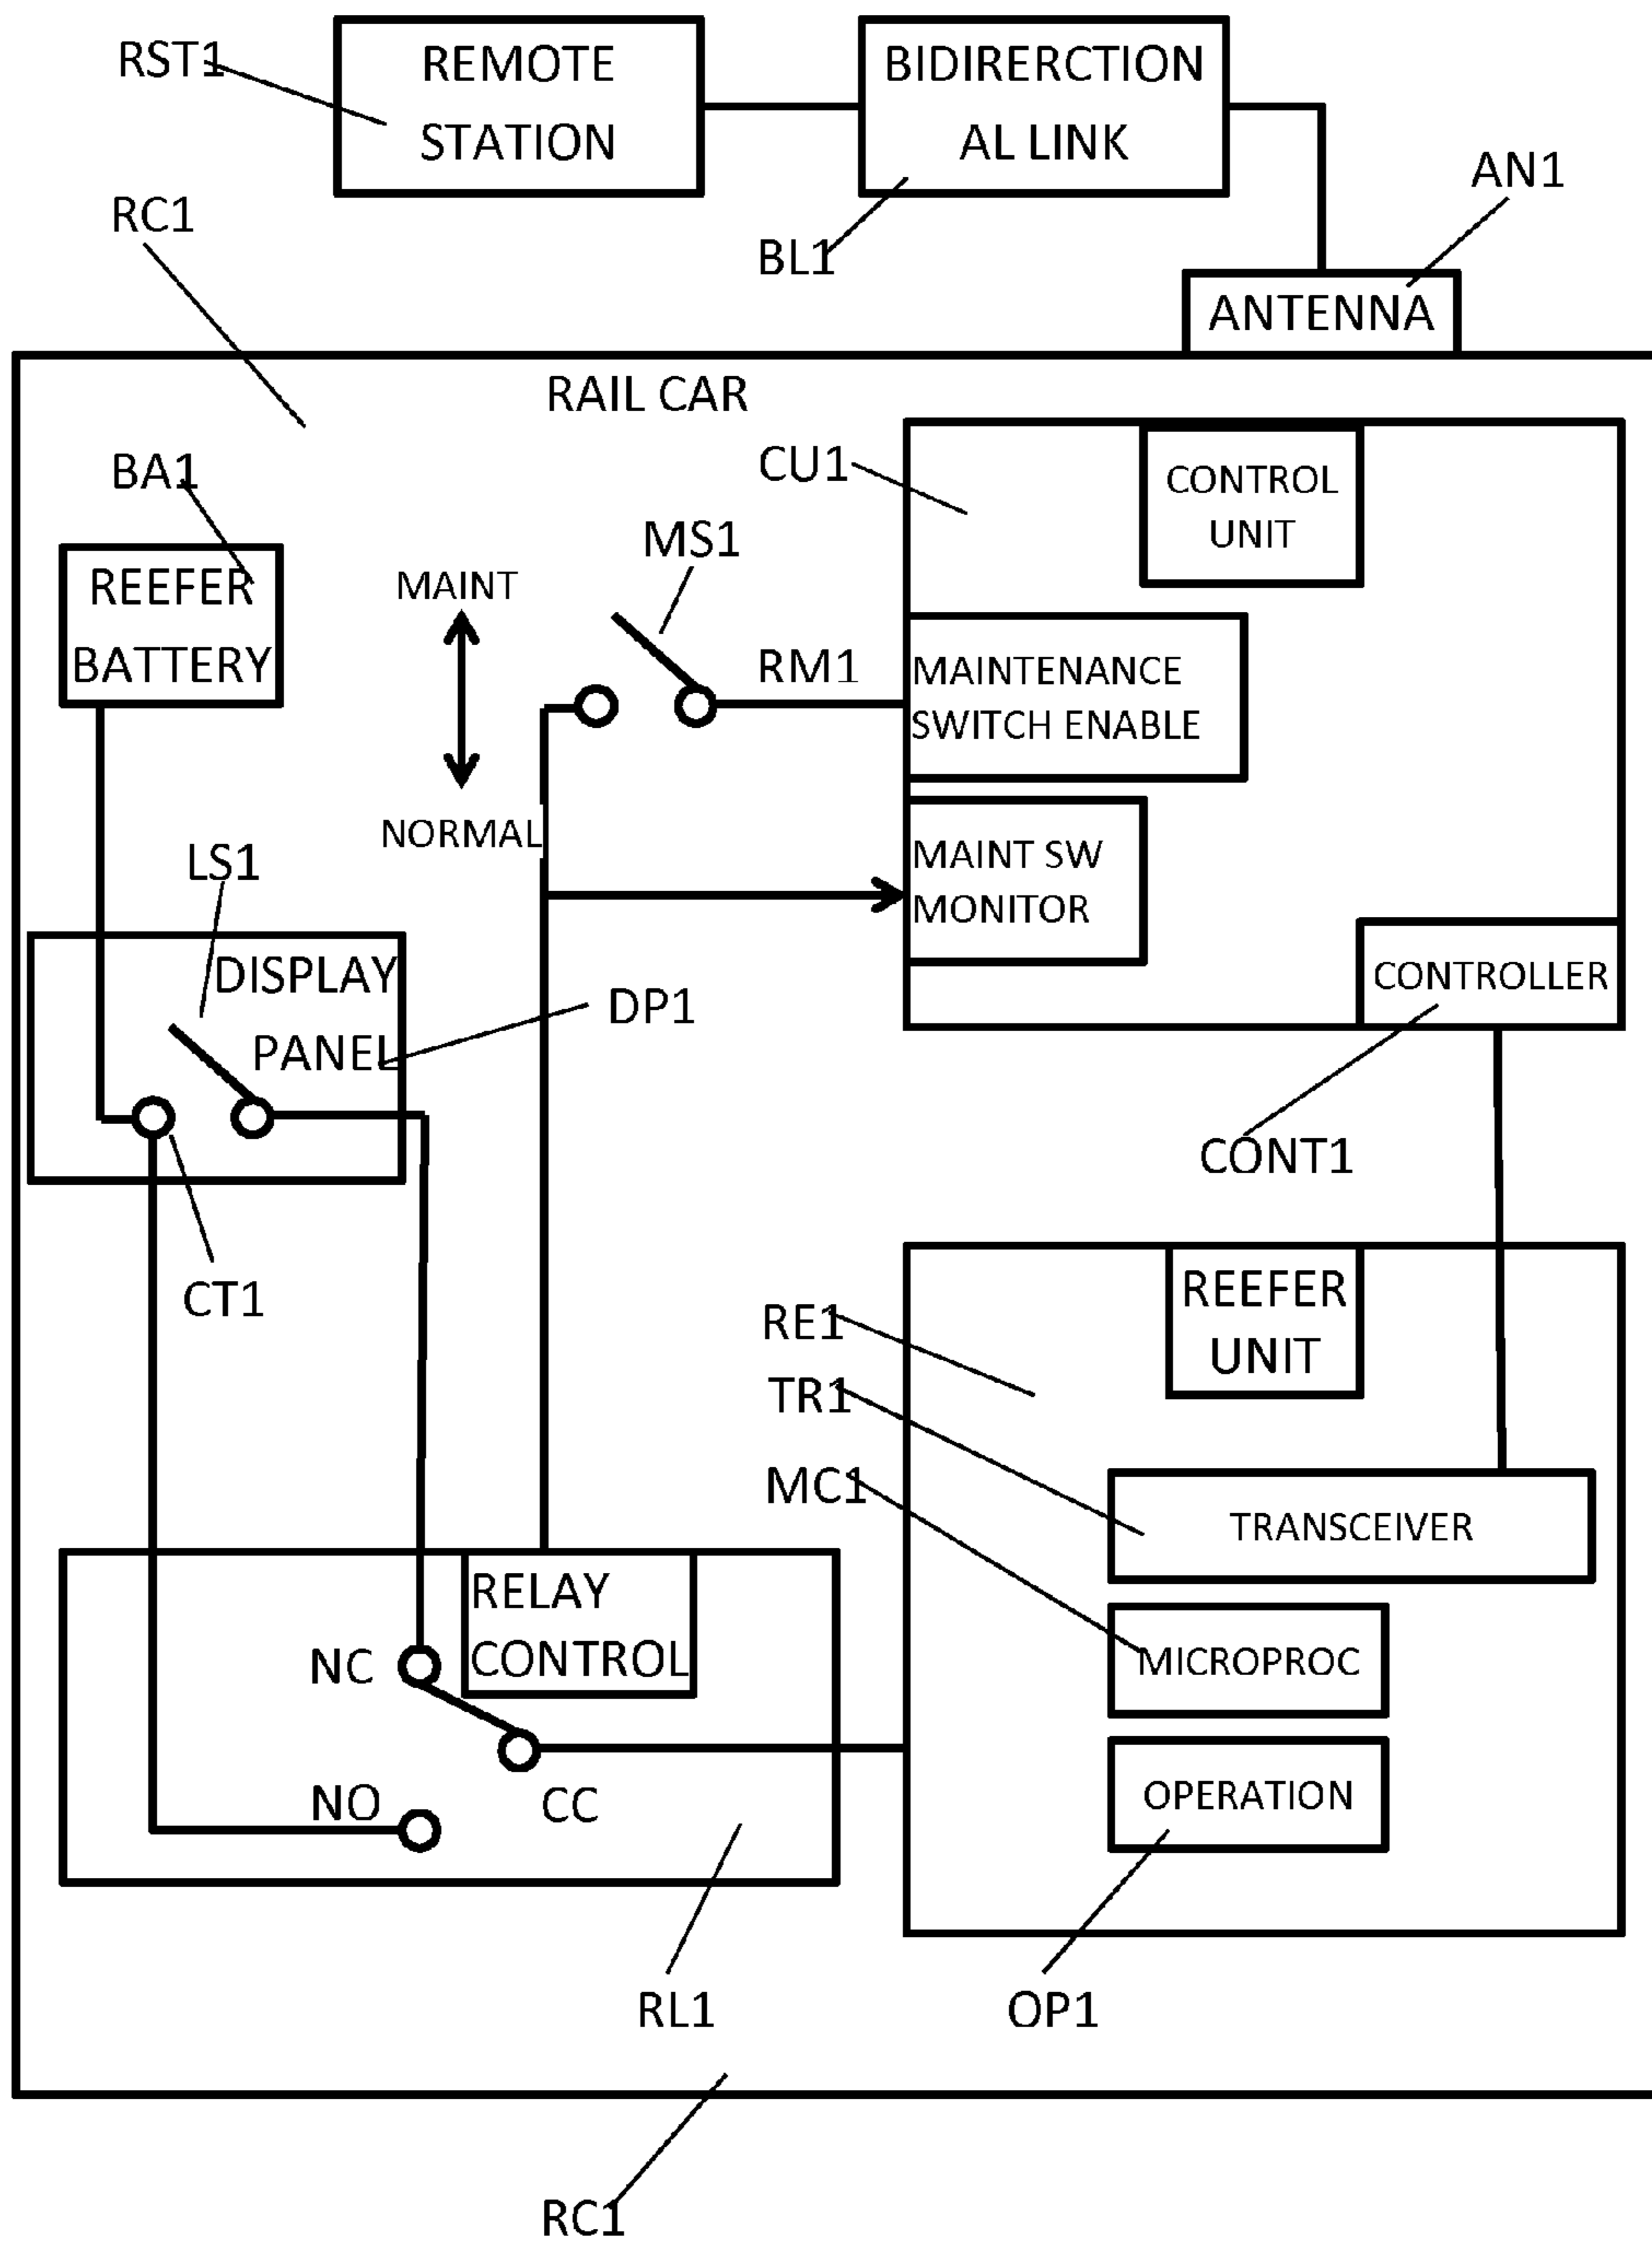 RST1
REMOTE
STATION
BIDIRERCTION
AL LINK
AN1
RC1
BL1
ANTENNA
RAIL CAR
CU1
CONTROL
UNIT
BA1
MS1
REEFER
BATTERY
MAINT
RM1
MAINTENANCE
SWITCH ENABLE
NORMAL
LS1
MAINT SW
MONITOR
DISPLAY
PANEL
DP1
CONTROLLER
CONT1
CT1
REEFER
UNIT
RE1
TR1
MC1
TRANSCEIVER
RELAY
CONTROL
NC
MICROPROC
NO
CC
OPERATION
RL1
OP1
RC1